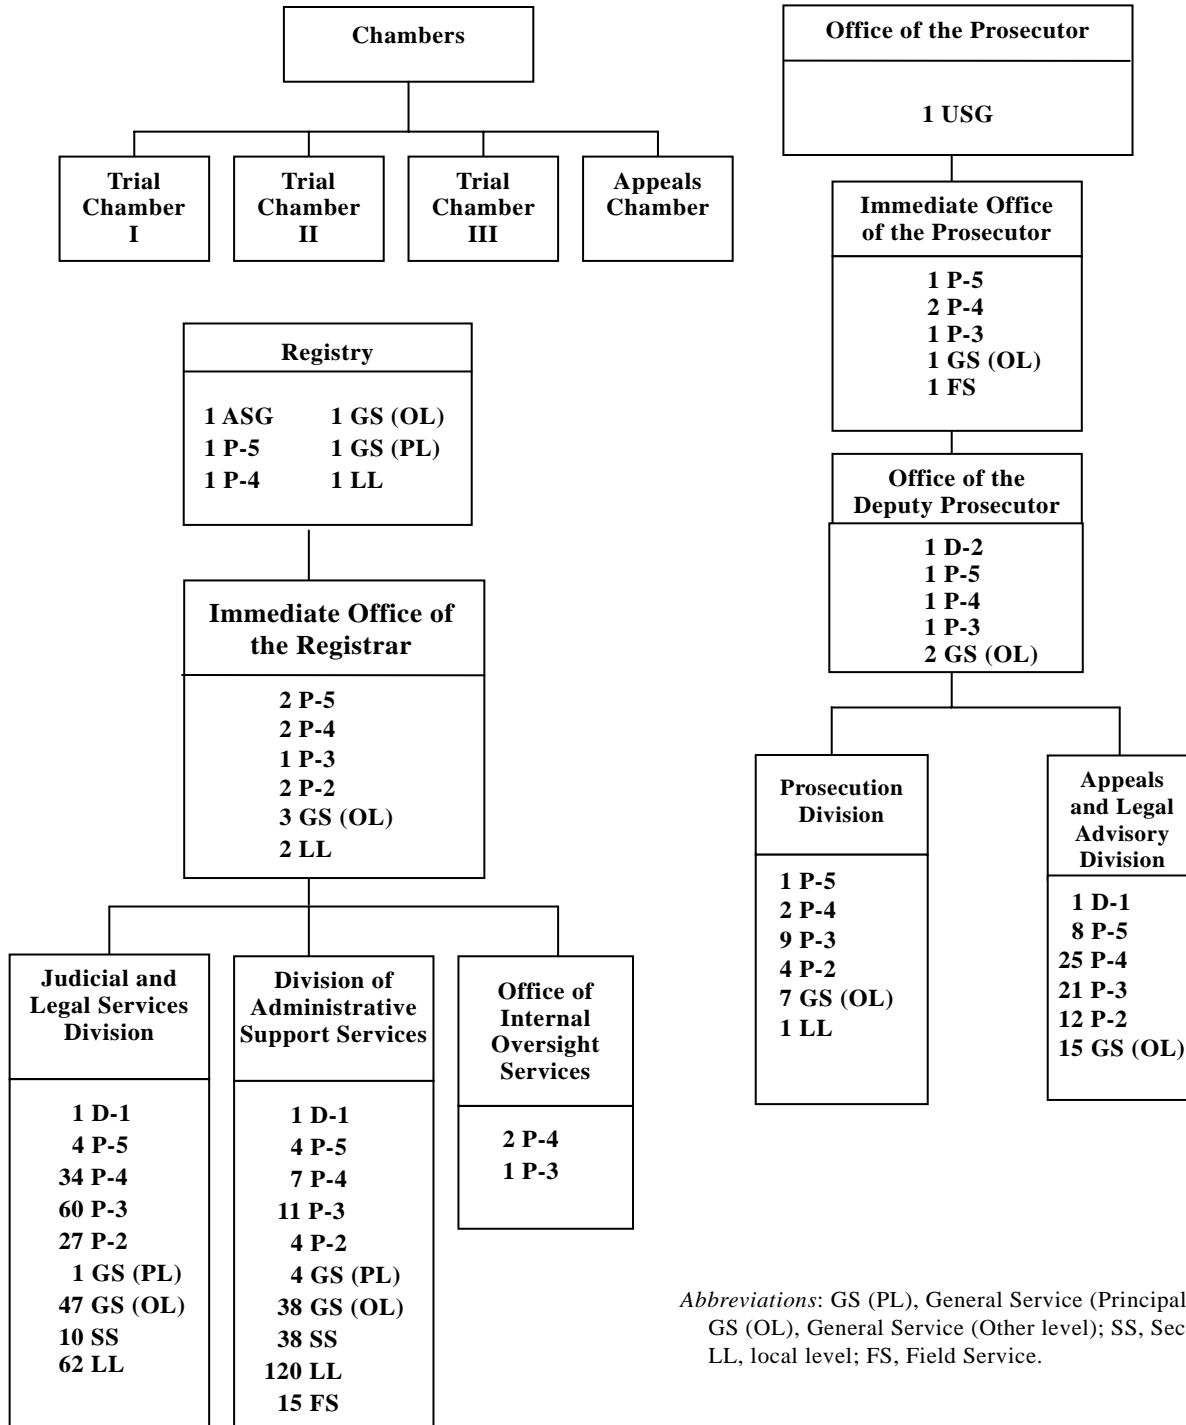 Chambers
Trial
Chamber
I
Trial
Chamber
II
Trial
Chamber
III
Appeals
Chamber
Registry
1 ASG 1 GS (OL)
1 P-5 1 GS (PL)
1 P-4 1 LL
Immediate Office of
the Registrar
2 P-5
2 P-4
1 P-3
2 P-2
3 GS (OL)
2 LL
Judicial and
Legal Services
Division
1 D-1
4 P-5
34 P-4
60 P-3
27 P-2
1 GS (PL)
47 GS (OL)
10 SS
62 LL
Division of
Administrative
Support Services
1 D-1
4 P-5
7 P-4
11 P-3
4 P-2
4 GS (PL)
38 GS (OL)
38 SS
120 LL
15 FS
Office of
Internal
Oversight
Services
2 P-4
1 P-3
Office of the Prosecutor
1 USG
Immediate Office
of the Prosecutor
1 P-5
2 P-4
1 P-3
1 GS (OL)
1 FS
Office of the
Deputy Prosecutor
1 D-2
1 P-5
1 P-4
1 P-3
2 GS (OL)
Prosecution
Division
1 P-5
2 P-4
9 P-3
4 P-2
7 GS (OL)
1 LL
Appeals
and Legal
Advisory
Division
1 D-1
8 P-5
25 P-4
21 P-3
12 P-2
15 GS (OL)
Abbreviations: GS (PL), General Service (Principal
GS (OL), General Service (Other level); SS, Sec
LL, local level; FS, Field Service.